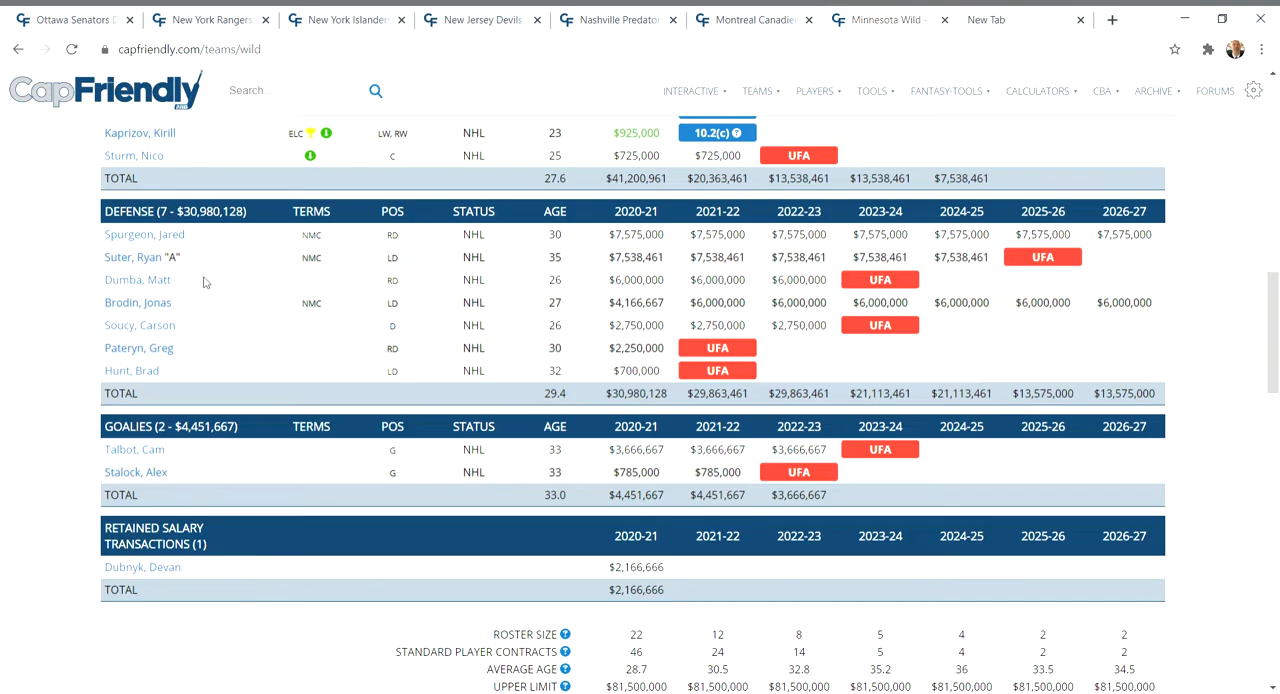 Ottawa Senators D New York Rangers New York Islander New Jersey Devils Nashville Predato Montreal Canadie Minnesota Wild - New Tab
capfriendly.com/teams/wild
CapFriendly Search... INTERACTIVE TEAMS PLAYERS TOOLS FANTASY-TOOLS CALCULATORS CBA ARCHIVE FORUMS
Kaprizov, Kirill ELC LW, RW NHL 23 $925,000 10.2(c)
Sturm, Nico C NHL 25 $725,000 $725,000 UFA
TOTAL 27.6 $41,200,961 $20,363,461 $13,538,461 $13,538,461 $7,538,461
DEFENSE (7 - $30,980,128) TERMS POS STATUS AGE 2020-21 2021-22 2022-23 2023-24 2024-25 2025-26 2026-27
Spurgeon, Jared NMC RD NHL 30 $7,575,000 $7,575,000 $7,575,000 $7,575,000 $7,575,000 $7,575,000 $7,575,000
Suter, Ryan "A" NMC LD NHL 35 $7,538,461 $7,538,461 $7,538,461 $7,538,461 $7,538,461 UFA
Dumba, Matt RD NHL 26 $6,000,000 $6,000,000 $6,000,000 UFA
Brodin, Jonas NMC LD NHL 27 $4,166,667 $6,000,000 $6,000,000 $6,000,000 $6,000,000 $6,000,000 $6,000,000
Soucy, Carson D NHL 26 $2,750,000 $2,750,000 $2,750,000 UFA
Pateryn, Greg RD NHL 30 $2,250,000 UFA
Hunt, Brad LD NHL 32 $700,000 UFA
TOTAL 29.4 $30,980,128 $29,863,461 $29,863,461 $21,113,461 $21,113,461 $13,575,000 $13,575,000
GOALIES (2 - $4,451,667) TERMS POS STATUS AGE 2020-21 2021-22 2022-23 2023-24 2024-25 2025-26 2026-27
Talbot, Cam G NHL 33 $3,666,667 $3,666,667 $3,666,667 UFA
Stalock, Alex G NHL 33 $785,000 $785,000 UFA
TOTAL 33.0 $4,451,667 $4,451,667 $3,666,667
RETAINED SALARY
TRANSACTIONS (1) 2020-21 2021-22 2022-23 2023-24 2024-25 2025-26 2026-27
Dubnyk, Devan $2,166,666
TOTAL $2,166,666
ROSTER SIZE 22 12 8 5 4 2 2
STANDARD PLAYER CONTRACTS 46 24 14 5 4 2 2
AVERAGE AGE 28.7 30.5 32.8 35.2 36 33.5 34.5
UPPER LIMIT $81,500,000 $81,500,000 $81,500,000 $81,500,000 $81,500,000 $81,500,000 $81,500,000